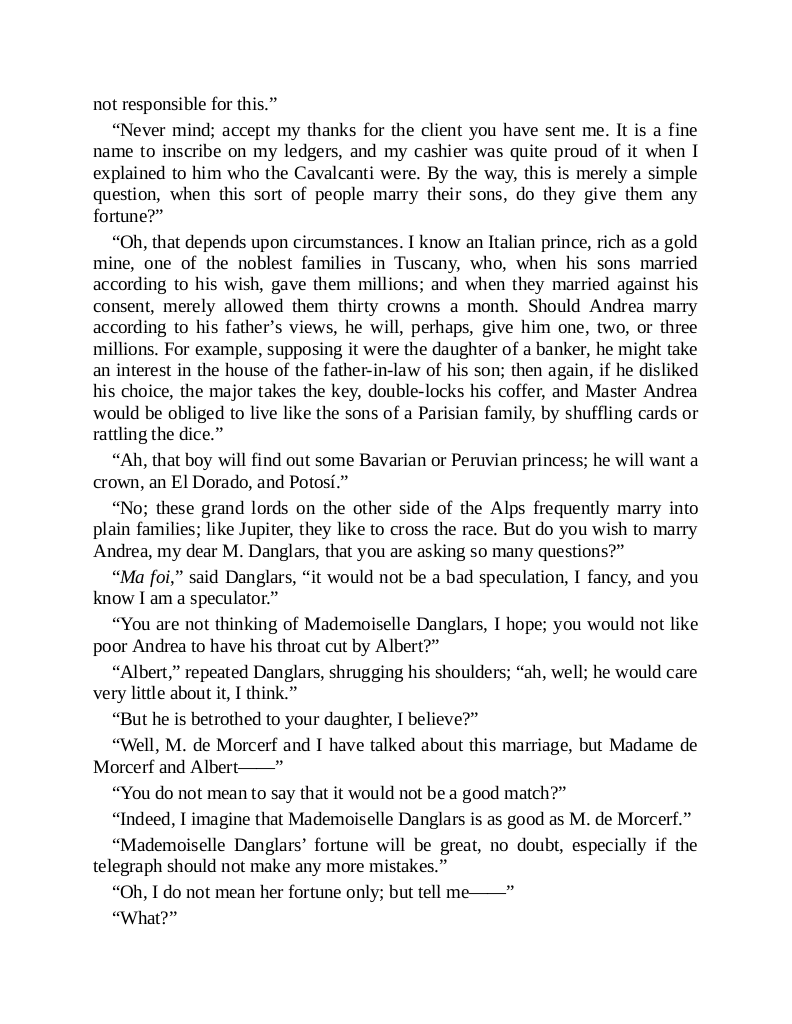 not responsible for this.”
“Never mind; accept my thanks for the client you have sent me. It is a fine
name to inscribe on my ledgers, and my cashier was quite proud of it when I
explained to him who the Cavalcanti were. By the way, this is merely a simple
question, when this sort of people marry their sons, do they give them any
fortune?”
“Oh, that depends upon circumstances. I know an Italian prince, rich as a gold
mine, one of the noblest families in Tuscany, who, when his sons married
according to his wish, gave them millions; and when they married against his
consent, merely allowed them thirty crowns a month. Should Andrea marry
according to his father’s views, he will, perhaps, give him one, two, or three
millions. For example, supposing it were the daughter of a banker, he might take
an interest in the house of the father-in-law of his son; then again, if he disliked
his choice, the major takes the key, double-locks his coffer, and Master Andrea
would be obliged to live like the sons of a Parisian family, by shuffling cards or
rattling the dice.”
“Ah, that boy will find out some Bavarian or Peruvian princess; he will want a
crown, an El Dorado, and Potosí.”
“No; these grand lords on the other side of the Alps frequently marry into
plain families; like Jupiter, they like to cross the race. But do you wish to marry
Andrea, my dear M. Danglars, that you are asking so many questions?”
“Ma foi,” said Danglars, “it would not be a bad speculation, I fancy, and you
know I am a speculator.”
“You are not thinking of Mademoiselle Danglars, I hope; you would not like
poor Andrea to have his throat cut by Albert?”
“Albert,” repeated Danglars, shrugging his shoulders; “ah, well; he would care
very little about it, I think.”
“But he is betrothed to your daughter, I believe?”
“Well, M. de Morcerf and I have talked about this marriage, but Madame de
Morcerf and Albert——”
“You do not mean to say that it would not be a good match?”
“Indeed, I imagine that Mademoiselle Danglars is as good as M. de Morcerf.”
“Mademoiselle Danglars’ fortune will be great, no doubt, especially if the
telegraph should not make any more mistakes.”
“Oh, I do not mean her fortune only; but tell me——”
“What?”